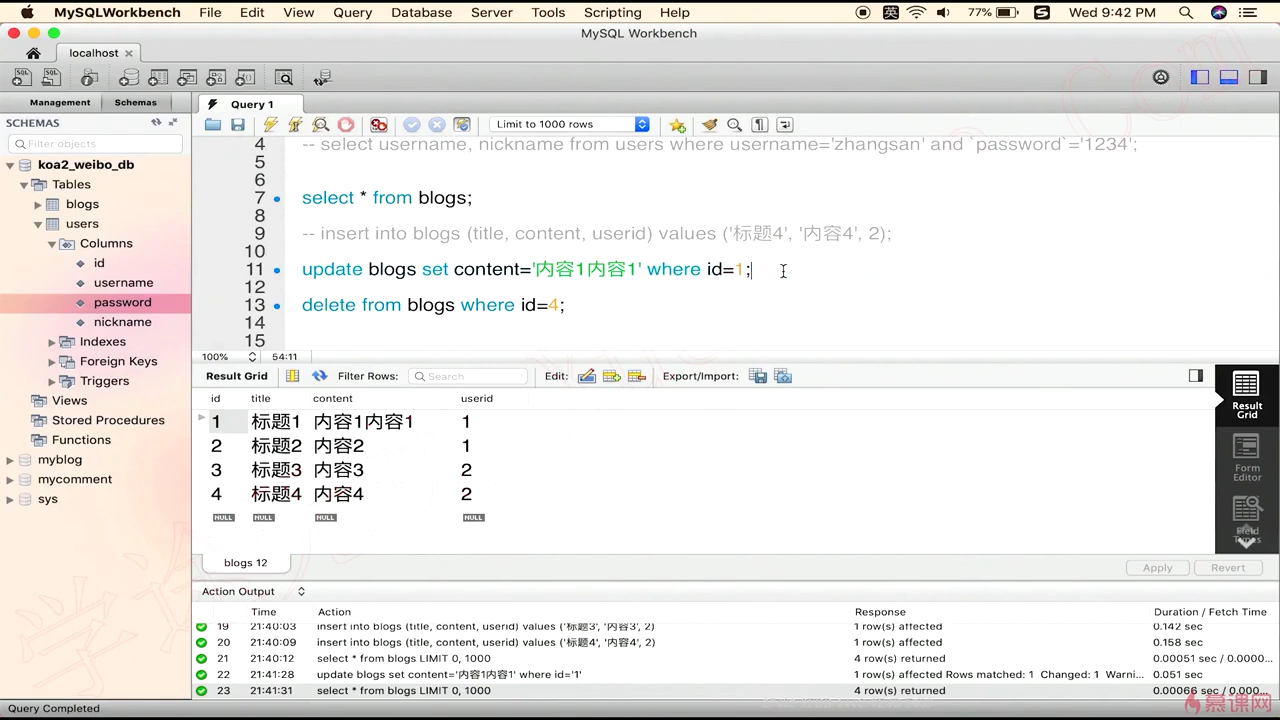 MySQLWorkbench File Edit View Query Database Server Tools Scripting Help 英 77% S Wed 9:42 PM
MySQL Workbench
localhost
Management Schemas Query 1
SCHEMAS
Limit to 1000 rows
Filter objects
4 -- select username, nickname from users where username='zhangsan' and `password`='1234';
koa2_weibo_db
5
Tables
6
blogs
7 select * from blogs;
users
8
Columns
9 -- insert into blogs (title, content, userid) values ('标题4', '内容4', 2);
id
10
username
11 update blogs set content='内容1内容1' where id=1;
password
12
nickname
13 delete from blogs where id=4;
Indexes
14
Foreign Keys
15
Triggers
100% 54:11
Views
Result Grid Filter Rows: Search Edit: Export/Import:
Stored Procedures
Functions
myblog
mycomment
sys
id title content userid
1 标题1 内容1内容1 1
2 标题2 内容2 1
3 标题3 内容3 2
4 标题4 内容4 2
NULL NULL NULL NULL
Result
Grid
Form
Editor
Field
Types
blogs 12
Apply Revert
Action Output
Time Action Response Duration / Fetch Time
19 21:40:03 insert into blogs (title, content, userid) values ('标题3', '内容3', 2) 1 row(s) affected 0.142 sec
20 21:40:09 insert into blogs (title, content, userid) values ('标题4', '内容4', 2) 1 row(s) affected 0.158 sec
21 21:40:12 select * from blogs LIMIT 0, 1000 4 row(s) returned 0.00051 sec / 0.0000...
22 21:41:28 update blogs set content='内容1内容1' where id='1' 1 row(s) affected Rows matched: 1 Changed: 1 Warni... 0.051 sec
23 21:41:31 select * from blogs LIMIT 0, 1000 4 row(s) returned 0.00066 sec / 0.0000...
Query Completed
慕课网